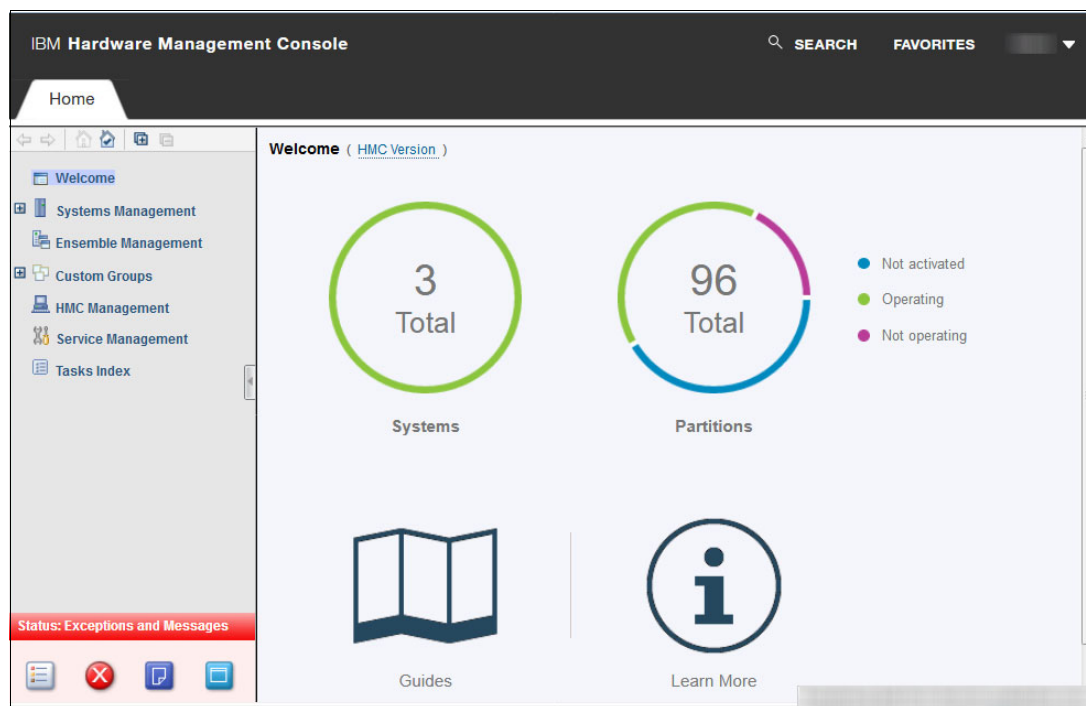 IBM Hardware Management Console
SEARCH FAVORITES
Home
Welcome
Systems Management
Ensemble Management
Custom Groups
HMC Management
Service Management
Tasks Index
Status: Exceptions and Messages
Welcome ( HMC Version )
3
Total
Systems
96
Total
Partitions
Not activated
Operating
Not operating
Guides
Learn More